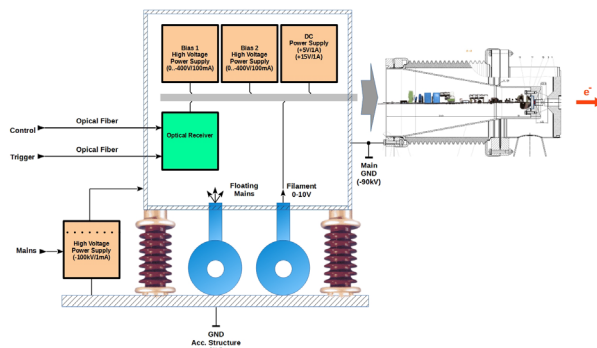 Bias 1
High Voltage
Power Supply
(0..-400V/100mA)
Bias 2
High Voltage
Power Supply
(0..-400V/100mA)
DC
Power Supply
(+5V/1A)
(+15V/1A)
e-
Control
Opical Fiber
Optical Receiver
Trigger
Opical Fiber
Main
GND
(-90kV)
Floating
Mains
Filament
0-10V
Mains
High Voltage
Power Supply
(-100kV/1mA)
GND
Acc. Structure